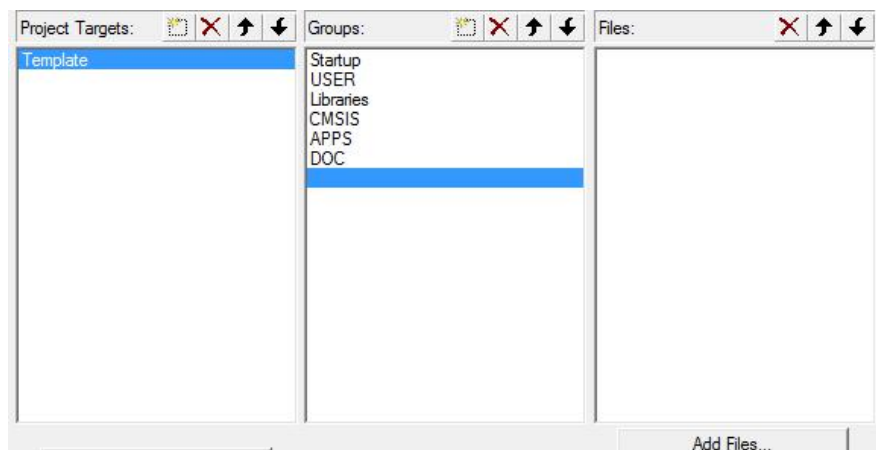 Project Targets:
Groups:
Files:
Template
Startup
USER
Libraries
CMSIS
APPS
DOC
Add Files...